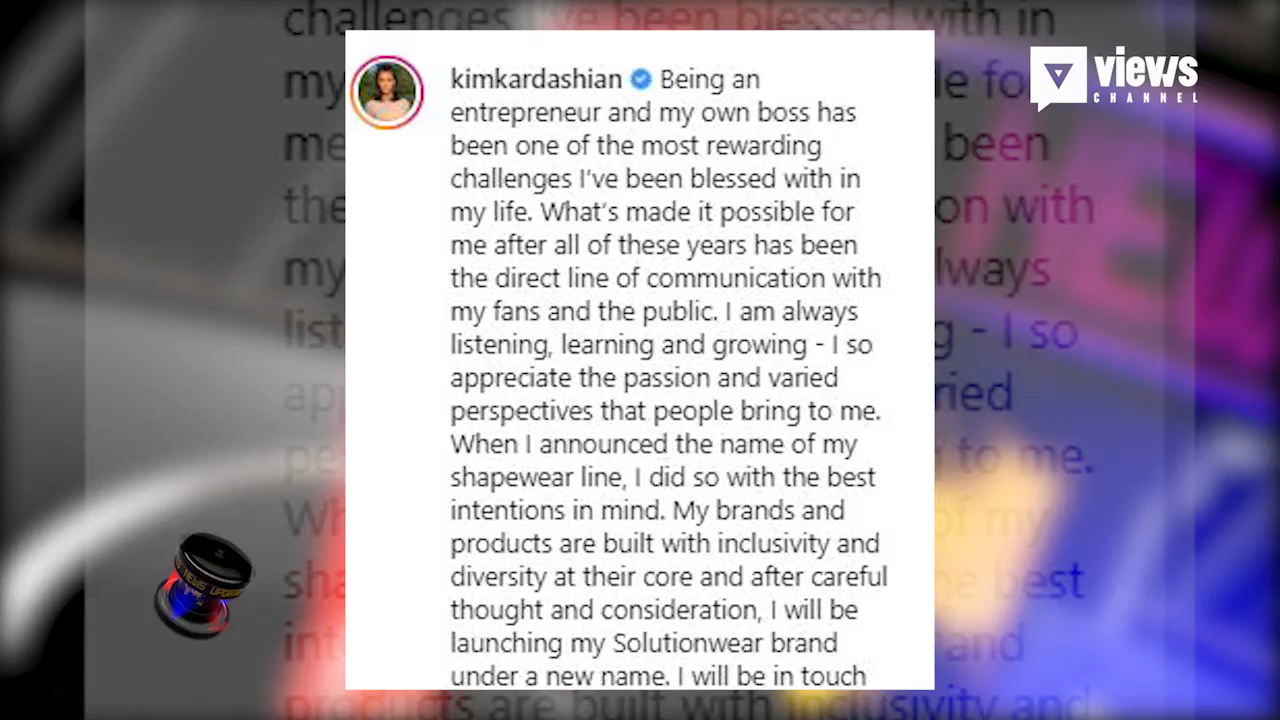 kimkardashian Being an
entrepreneur and my own boss has
been one of the most rewarding
challenges I've been blessed with in
my life. What's made it possible for
me after all of these years has been
the direct line of communication with
my fans and the public. I am always
listening, learning and growing - I so
appreciate the passion and varied
perspectives that people bring to me.
When I announced the name of my
shapewear line, I did so with the best
intentions in mind. My brands and
products are built with inclusivity and
diversity at their core and after careful
thought and consideration, I will be
launching my Solutionwear brand
under a new name. I will be in touch
views
CHANNEL